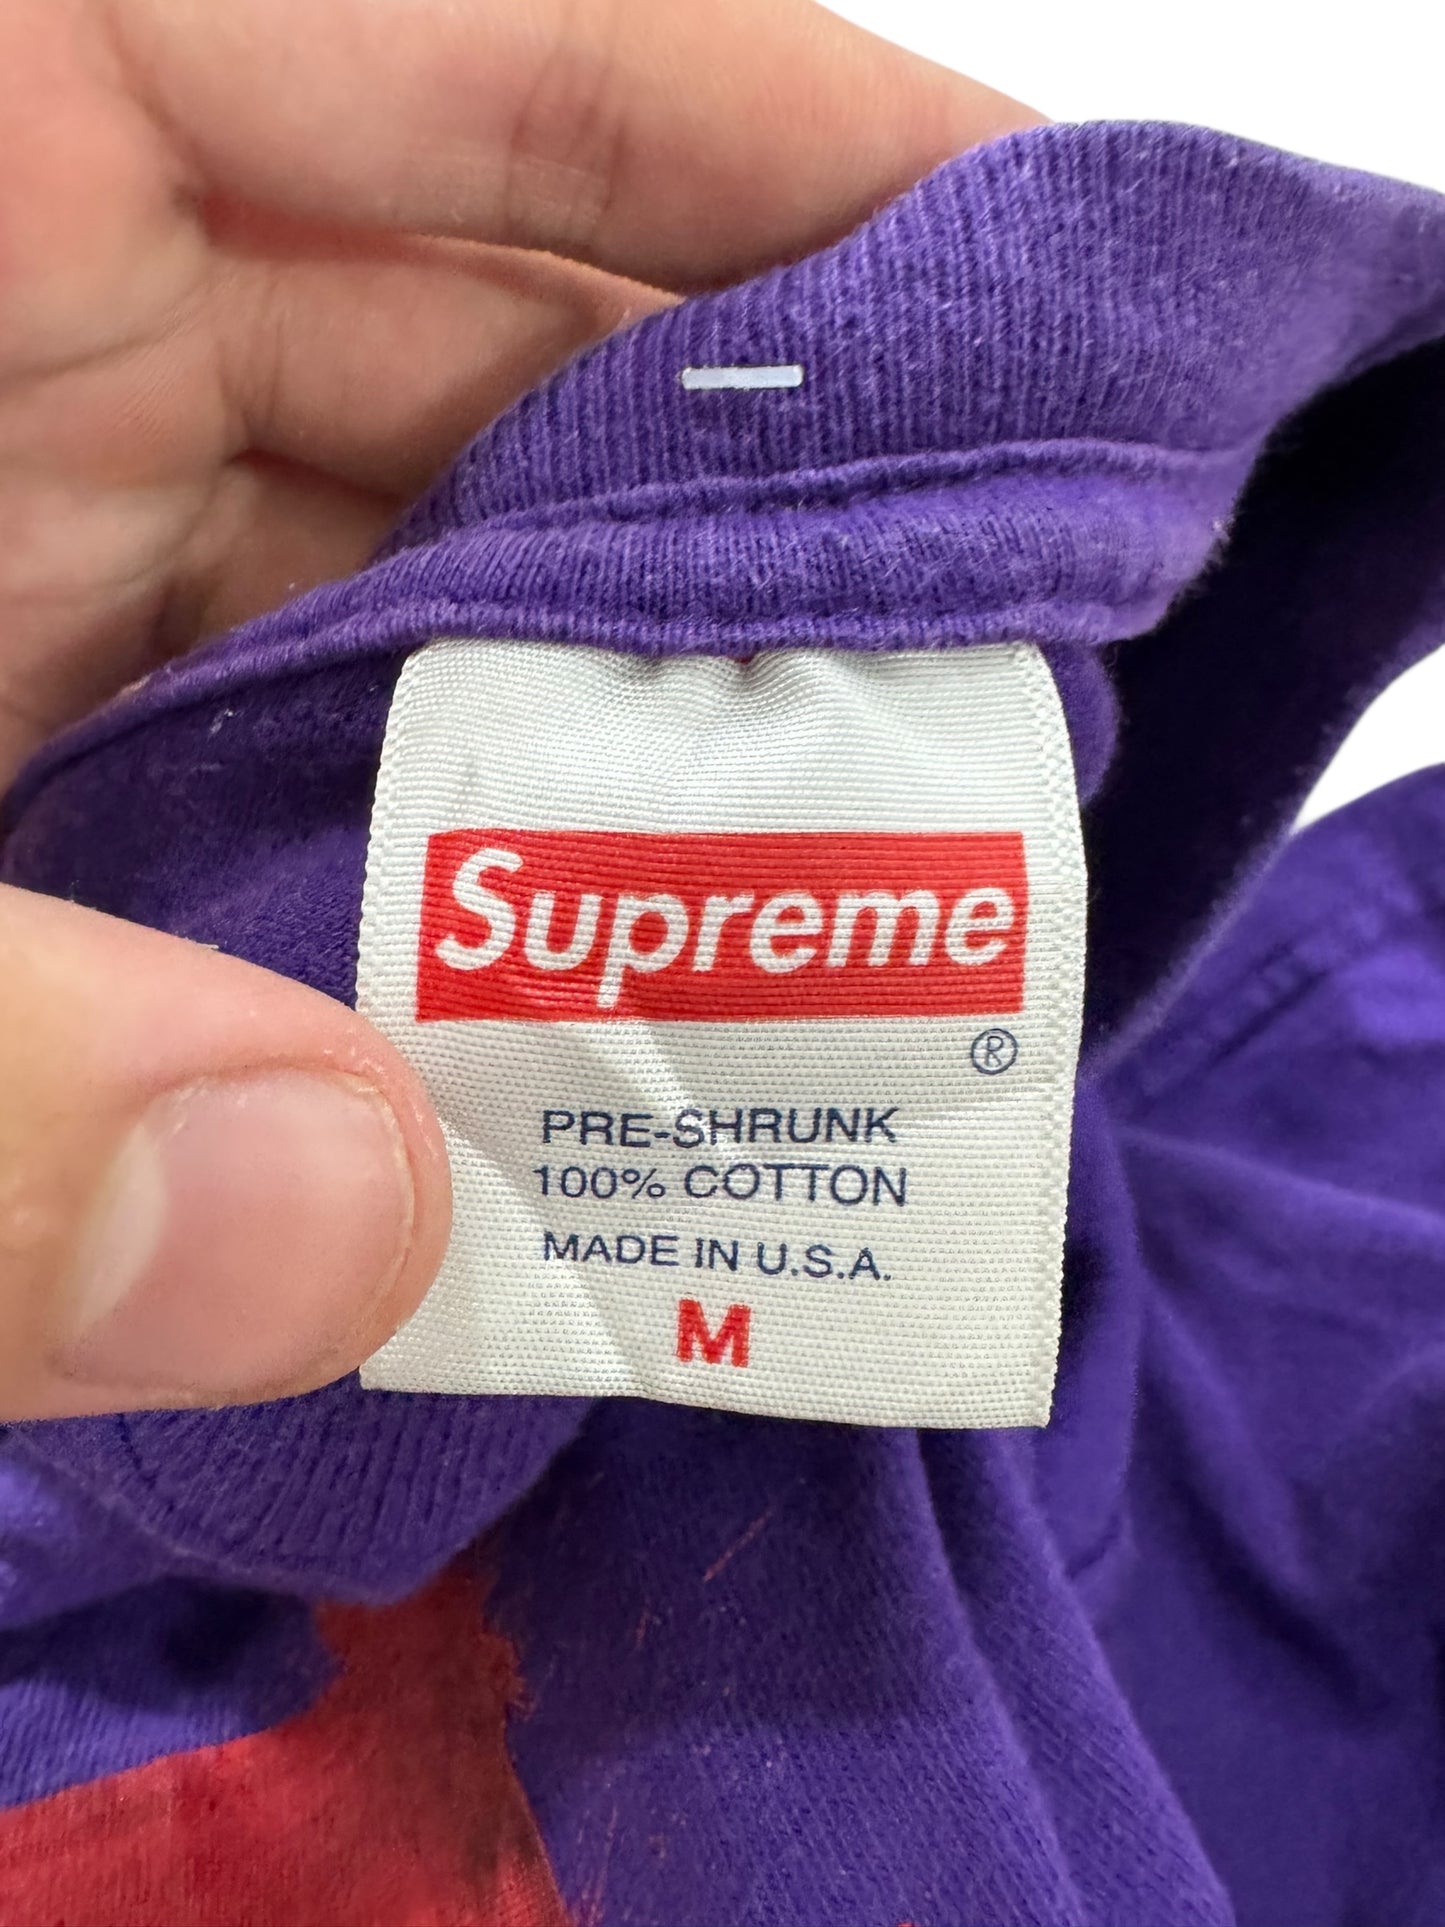 Supreme
®
PRE-SHRUNK
100% COTTON
MADE IN U.S.A.
M